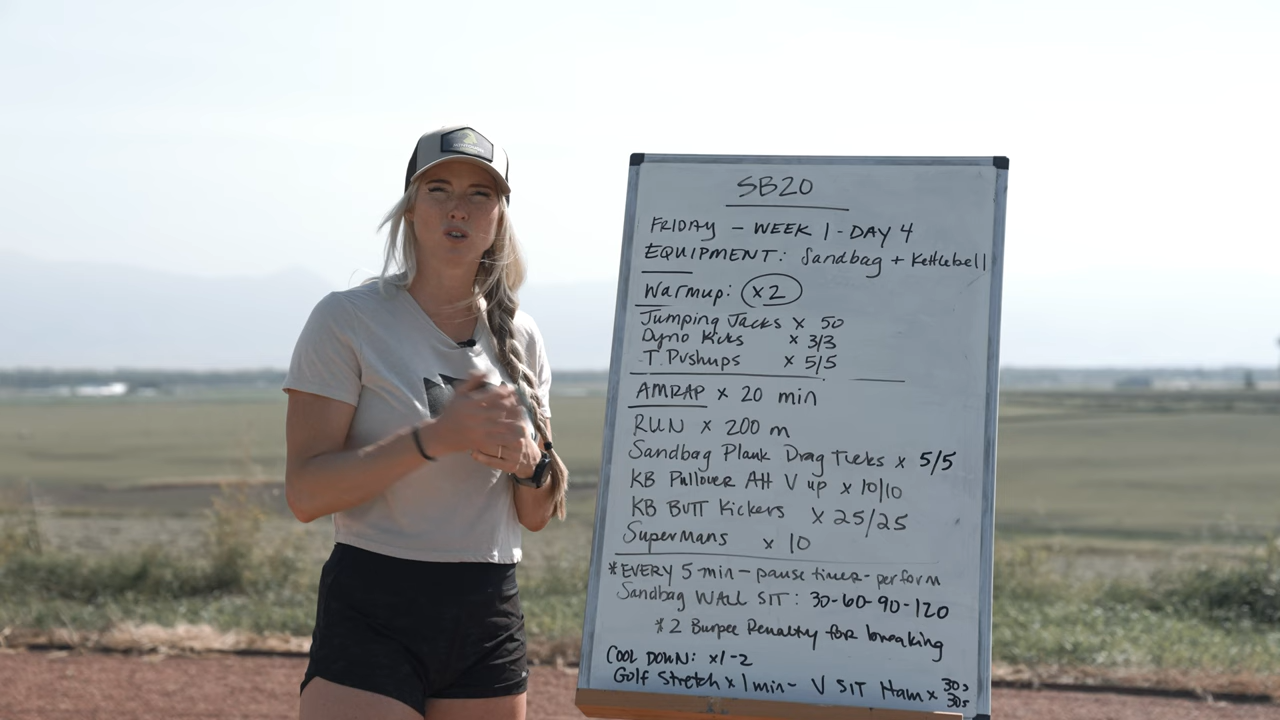 SB20
FRIDAY - WEEK 1 - DAY 4
EQUIPMENT: Sandbag + Kettlebell
Warmup: x2
Jumping Jacks x 50
Dyno Kicks x 3/3
T. Pushups x 5/5
AMRAP x 20 min
RUN x 200 m
Sandbag Plank Drag Tucks x 5/5
KB Pullover Alt V up x 10/10
KB BUTT Kickers x 25/25
Supermans x 10
*EVERY 5-min - pause timer - perform
Sandbag WALL SIT: 30-60-90-120
*2 Burpee Penalty for breaking
COOL DOWN: x1-2
Golf Stretch x 1 min - V SIT Ham x 30s
30s